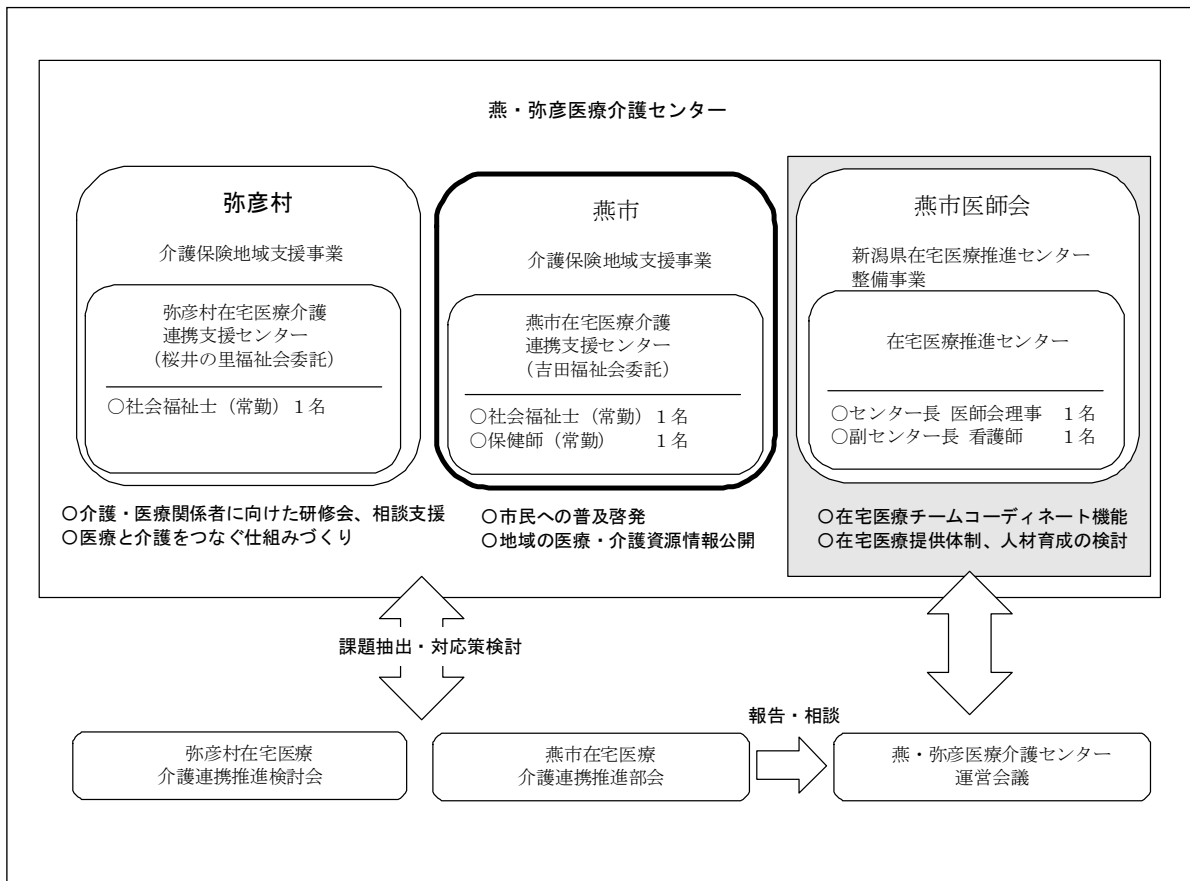 燕・弥彦医療介護センター
弥彦村
介護保険地域支援事業
弥彦村在宅医療介護
連携支援センター
(桜井の里福祉会委託)
○社会福祉士（常勤）１名
燕市
介護保険地域支援事業
燕市在宅医療介護
連携支援センター
(吉田福祉会委託)
○社会福祉士（常勤）１名
○保健師（常勤）　　１名
燕市医師会
新潟県在宅医療推進センター
整備事業
在宅医療推進センター
○センター長 医師会理事　１名
○副センター長 看護師　　１名
○介護・医療関係者に向けた研修会、相談支援
○医療と介護をつなぐ仕組みづくり
○市民への普及啓発
○地域の医療・介護資源情報公開
○在宅医療チームコーディネート機能
○在宅医療提供体制、人材育成の検討
課題抽出・対応策検討
弥彦村在宅医療
介護連携推進検討会
燕市在宅医療
介護連携推進部会
報告・相談
燕・弥彦医療介護センター
運営会議